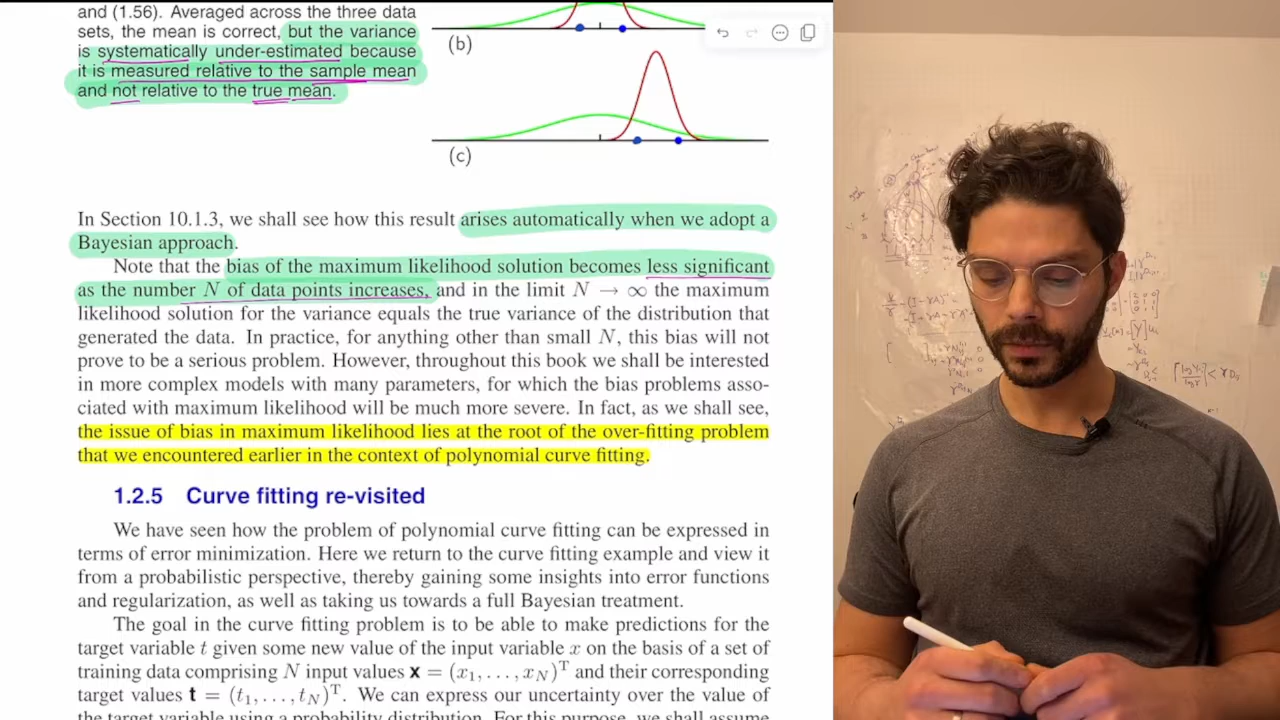 and (1.56). Averaged across the three data
sets, the mean is correct, but the variance
is systematically under-estimated because
it is measured relative to the sample mean
and not relative to the true mean.
(b)
(c)
In Section 10.1.3, we shall see how this result arises automatically when we adopt a
Bayesian approach.
Note that the bias of the maximum likelihood solution becomes less significant
as the number N of data points increases, and in the limit N → ∞ the maximum
likelihood solution for the variance equals the true variance of the distribution that
generated the data. In practice, for anything other than small N, this bias will not
prove to be a serious problem. However, throughout this book we shall be interested
in more complex models with many parameters, for which the bias problems asso-
ciated with maximum likelihood will be much more severe. In fact, as we shall see,
the issue of bias in maximum likelihood lies at the root of the over-fitting problem
that we encountered earlier in the context of polynomial curve fitting.
1.2.5 Curve fitting re-visited
We have seen how the problem of polynomial curve fitting can be expressed in
terms of error minimization. Here we return to the curve fitting example and view it
from a probabilistic perspective, thereby gaining some insights into error functions
and regularization, as well as taking us towards a full Bayesian treatment.
The goal in the curve fitting problem is to be able to make predictions for the
target variable t given some new value of the input variable x on the basis of a set of
training data comprising N input values x = (x₁, . . . , x_N)ᵀ and their corresponding
target values t = (t₁, . . . , t_N)ᵀ. We can express our uncertainty over the value of
the target variable using a probability distribution. For this purpose, we shall assume